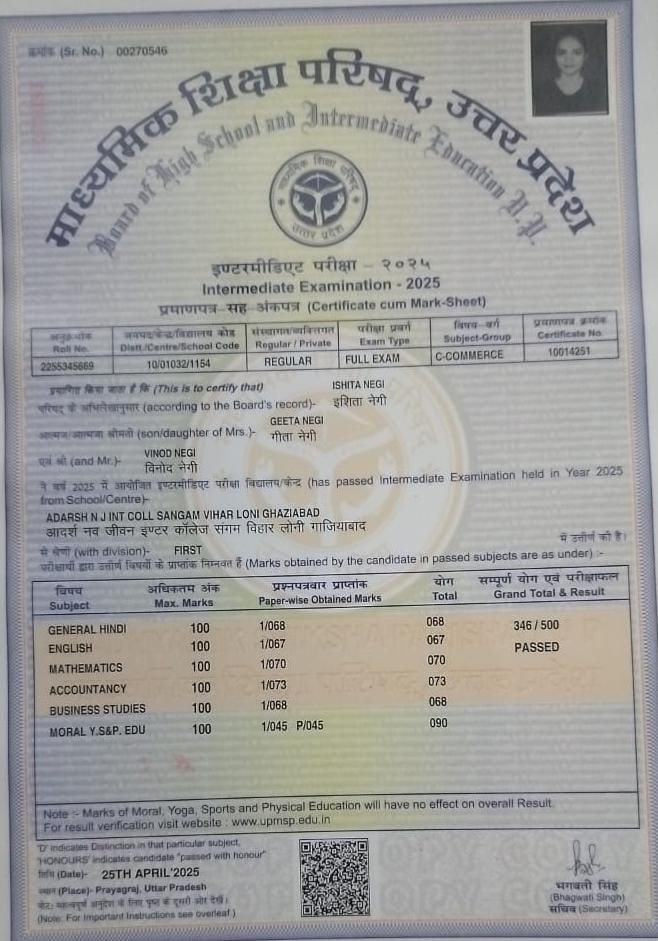 क्रमांक (Sr. No.) 00270546
माध्यमिक शिक्षा परिषद्, उत्तर प्रदेश
Board of High School and Intermediate Education U.P.
माध्यमिक शिक्षा परिषद
उत्तर प्रदेश
इण्टरमीडिएट परीक्षा – २०२५
Intermediate Examination - 2025
प्रमाणपत्र-सह-अंकपत्र (Certificate cum Mark-Sheet)
अनुक्रमांक जनपद/केन्द्र/विद्यालय कोड संस्थागत/व्यक्तिगत परीक्षा प्रवर्ग विषय-वर्ग प्रमाणपत्र क्रमांक
Roll No. Distt./Centre/School Code Regular / Private Exam Type Subject-Group Certificate No.
2255345669 10/01032/1154 REGULAR FULL EXAM C-COMMERCE 10014251
प्रमाणित किया जाता है कि (This is to certify that) ISHITA NEGI
परिषद् के अभिलेखानुसार (according to the Board's record)- इशिता नेगी
GEETA NEGI
आत्मज/आत्मजा श्रीमती (son/daughter of Mrs.)- गीता नेगी
VINOD NEGI
एवं श्री (and Mr.)- विनोद नेगी
ने वर्ष 2025 में आयोजित इण्टरमीडिएट परीक्षा विद्यालय/केन्द्र (has passed Intermediate Examination held in Year 2025
from School/Centre)-
ADARSH N J INT COLL SANGAM VIHAR LONI GHAZIABAD
आदर्श नव जीवन इण्टर कॉलेज संगम विहार लोनी गाजियाबाद
में उत्तीर्ण की है।
से श्रेणी (with division)- FIRST
परीक्षार्थी द्वारा उत्तीर्ण विषयों के प्राप्तांक निम्नवत हैं (Marks obtained by the candidate in passed subjects are as under) :-
विषय अधिकतम अंक प्रश्नपत्रवार प्राप्तांक योग सम्पूर्ण योग एवं परीक्षाफल
Subject Max. Marks Paper-wise Obtained Marks Total Grand Total & Result
GENERAL HINDI 100 1/068 068 346 / 500
ENGLISH 100 1/067 067 PASSED
MATHEMATICS 100 1/070 070
ACCOUNTANCY 100 1/073 073
BUSINESS STUDIES 100 1/068 068
MORAL Y.S&P. EDU 100 1/045 P/045 090
Note :- Marks of Moral, Yoga, Sports and Physical Education will have no effect on overall Result.
For result verification visit website : www.upmsp.edu.in
'D' indicates Distinction in that particular subject,
'HONOURS' indicates candidate "passed with honour"
तिथि (Date)- 25TH APRIL'2025
स्थान (Place)- Prayagraj, Uttar Pradesh
नोट: महत्वपूर्ण अनुदेश के लिए पृष्ठ के दूसरी ओर देखें।
(Note: For Important Instructions see overleaf.)
भगवती सिंह
(Bhagwati Singh)
सचिव (Secretary)